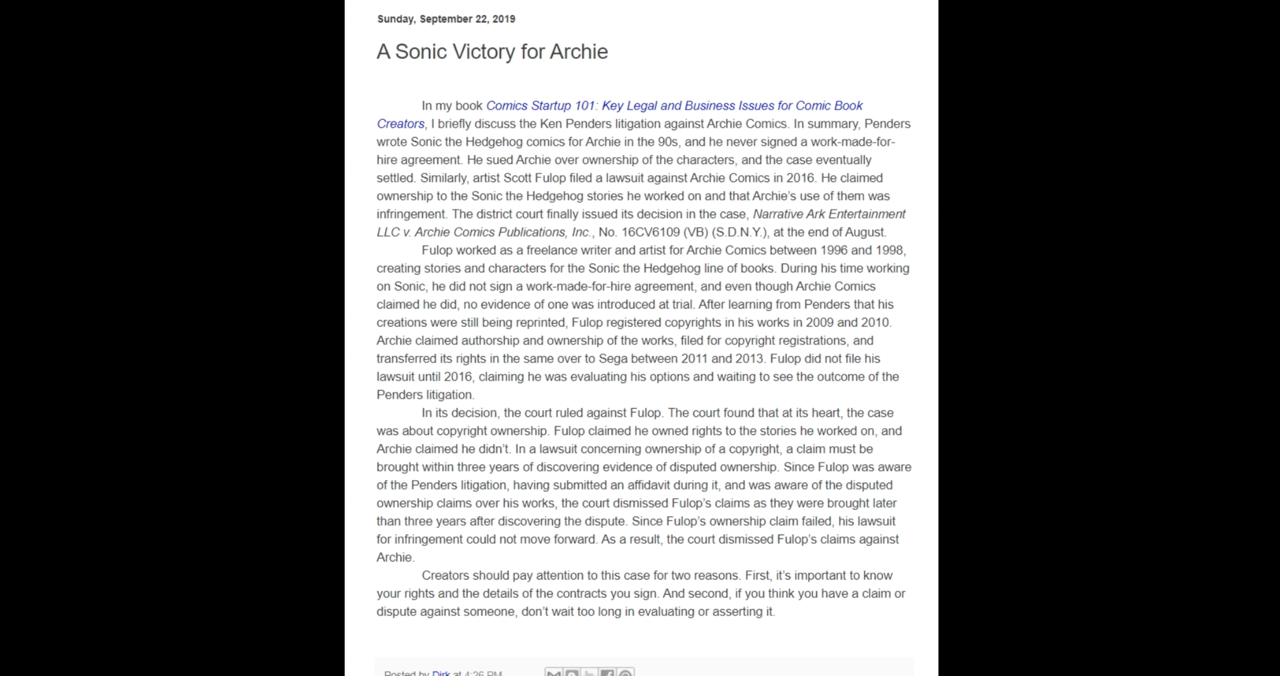 Sunday, September 22, 2019
A Sonic Victory for Archie
In my book Comics Startup 101: Key Legal and Business Issues for Comic Book
Creators, I briefly discuss the Ken Penders litigation against Archie Comics. In summary, Penders
wrote Sonic the Hedgehog comics for Archie in the 90s, and he never signed a work-made-for-
hire agreement. He sued Archie over ownership of the characters, and the case eventually
settled. Similarly, artist Scott Fulop filed a lawsuit against Archie Comics in 2016. He claimed
ownership to the Sonic the Hedgehog stories he worked on and that Archie's use of them was
infringement. The district court finally issued its decision in the case, Narrative Ark Entertainment
LLC v. Archie Comics Publications, Inc., No. 16CV6109 (VB) (S.D.N.Y.), at the end of August.
Fulop worked as a freelance writer and artist for Archie Comics between 1996 and 1998,
creating stories and characters for the Sonic the Hedgehog line of books. During his time working
on Sonic, he did not sign a work-made-for-hire agreement, and even though Archie Comics
claimed he did, no evidence of one was introduced at trial. After learning from Penders that his
creations were still being reprinted, Fulop registered copyrights in his works in 2009 and 2010.
Archie claimed authorship and ownership of the works, filed for copyright registrations, and
transferred its rights in the same over to Sega between 2011 and 2013. Fulop did not file his
lawsuit until 2016, claiming he was evaluating his options and waiting to see the outcome of the
Penders litigation.
In its decision, the court ruled against Fulop. The court found that at its heart, the case
was about copyright ownership. Fulop claimed he owned rights to the stories he worked on, and
Archie claimed he didn't. In a lawsuit concerning ownership of a copyright, a claim must be
brought within three years of discovering evidence of disputed ownership. Since Fulop was aware
of the Penders litigation, having submitted an affidavit during it, and was aware of the disputed
ownership claims over his works, the court dismissed Fulop's claims as they were brought later
than three years after discovering the dispute. Since Fulop's ownership claim failed, his lawsuit
for infringement could not move forward. As a result, the court dismissed Fulop's claims against
Archie.
Creators should pay attention to this case for two reasons. First, it's important to know
your rights and the details of the contracts you sign. And second, if you think you have a claim or
dispute against someone, don't wait too long in evaluating or asserting it.
Posted by Dirk at 4:26 PM